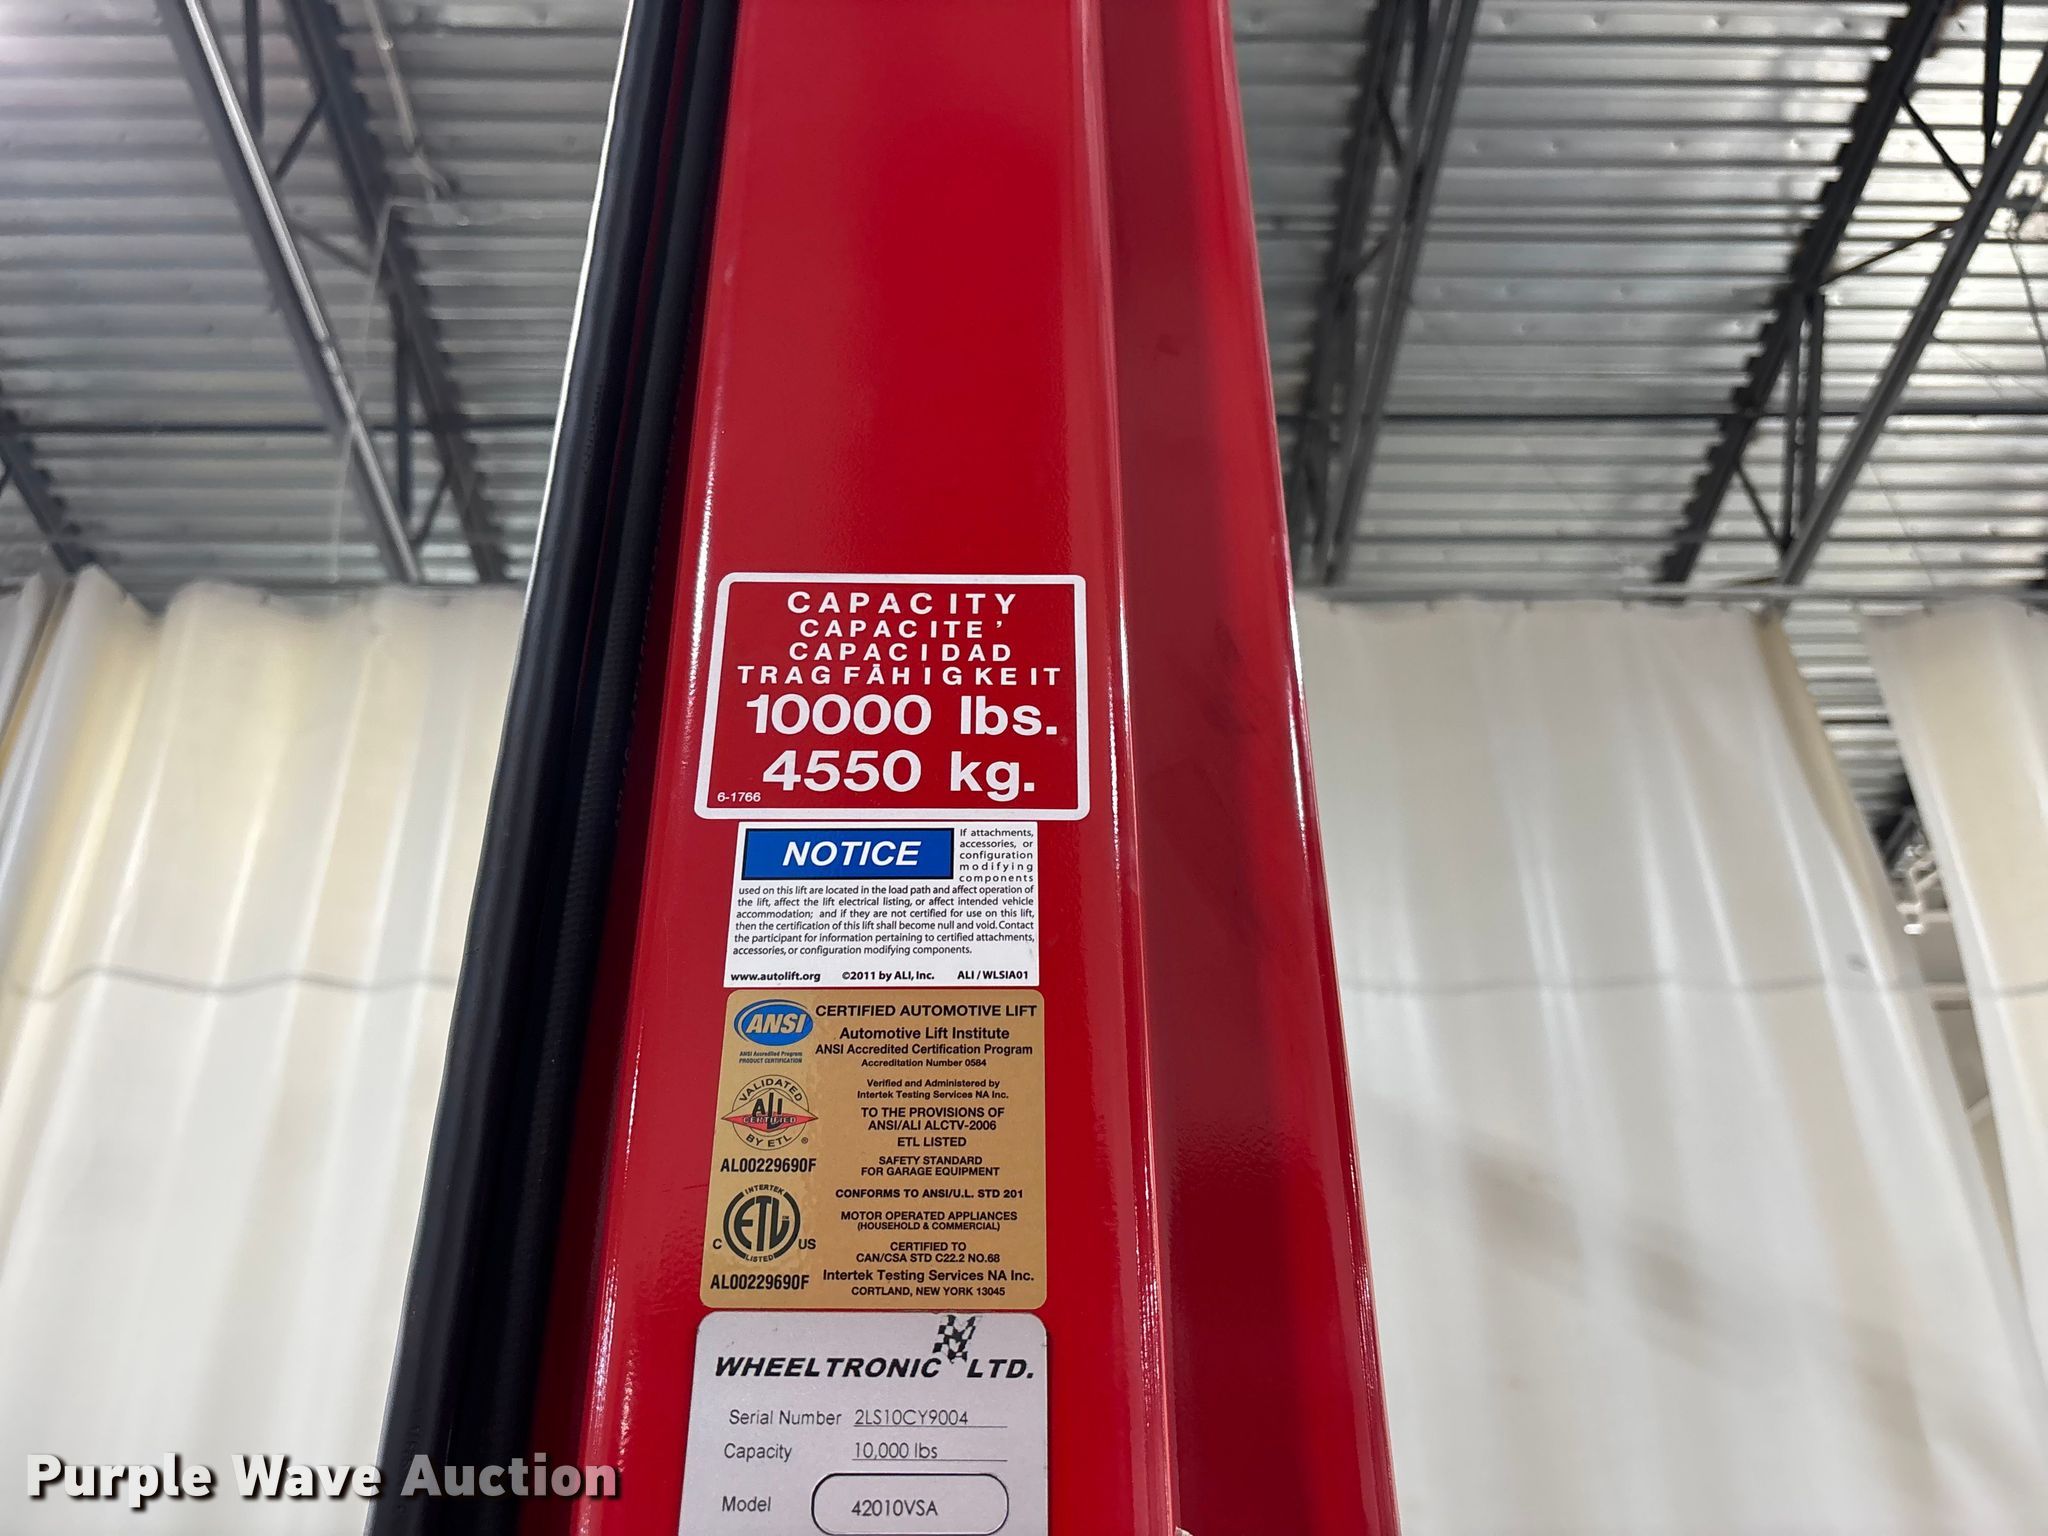 CAPACITY
CAPACITE'
CAPACIDAD
TRAGFÄHIGKEIT
10000 lbs.
4550 kg.
6-1766
NOTICE
If attachments,
accessories, or
configuration
modifying
components
used on this lift are located in the load path and affect operation of
the lift, affect the lift electrical listing, or affect intended vehicle
accommodation; and if they are not certified for use on this lift,
then the certification of this lift shall become null and void. Contact
the participant for information pertaining to certified attachments,
accessories, or configuration modifying components.
www.autolift.org ©2011 by ALI, Inc. ALI / WLSIA01
ANSI
ANSI Accredited Program
PRODUCT CERTIFICATION
CERTIFIED AUTOMOTIVE LIFT
Automotive Lift Institute
ANSI Accredited Certification Program
Accreditation Number 0584
VALIDATED
ALI
CERTIFIED
BY ETL ®
AL00229690F
Verified and Administered by
Intertek Testing Services NA Inc.
TO THE PROVISIONS OF
ANSI/ALI ALCTV-2006
ETL LISTED
SAFETY STANDARD
FOR GARAGE EQUIPMENT
INTERTEK
ETL
LISTED
C US
AL00229690F
CONFORMS TO ANSI/U.L. STD 201
MOTOR OPERATED APPLIANCES
(HOUSEHOLD & COMMERCIAL)
CERTIFIED TO
CAN/CSA STD C22.2 NO.68
Intertek Testing Services NA Inc.
CORTLAND, NEW YORK 13045
WHEELTRONIC LTD.
Serial Number 2LS10CY9004
Capacity 10,000 lbs
Model 42010VSA
Purple Wave Auction